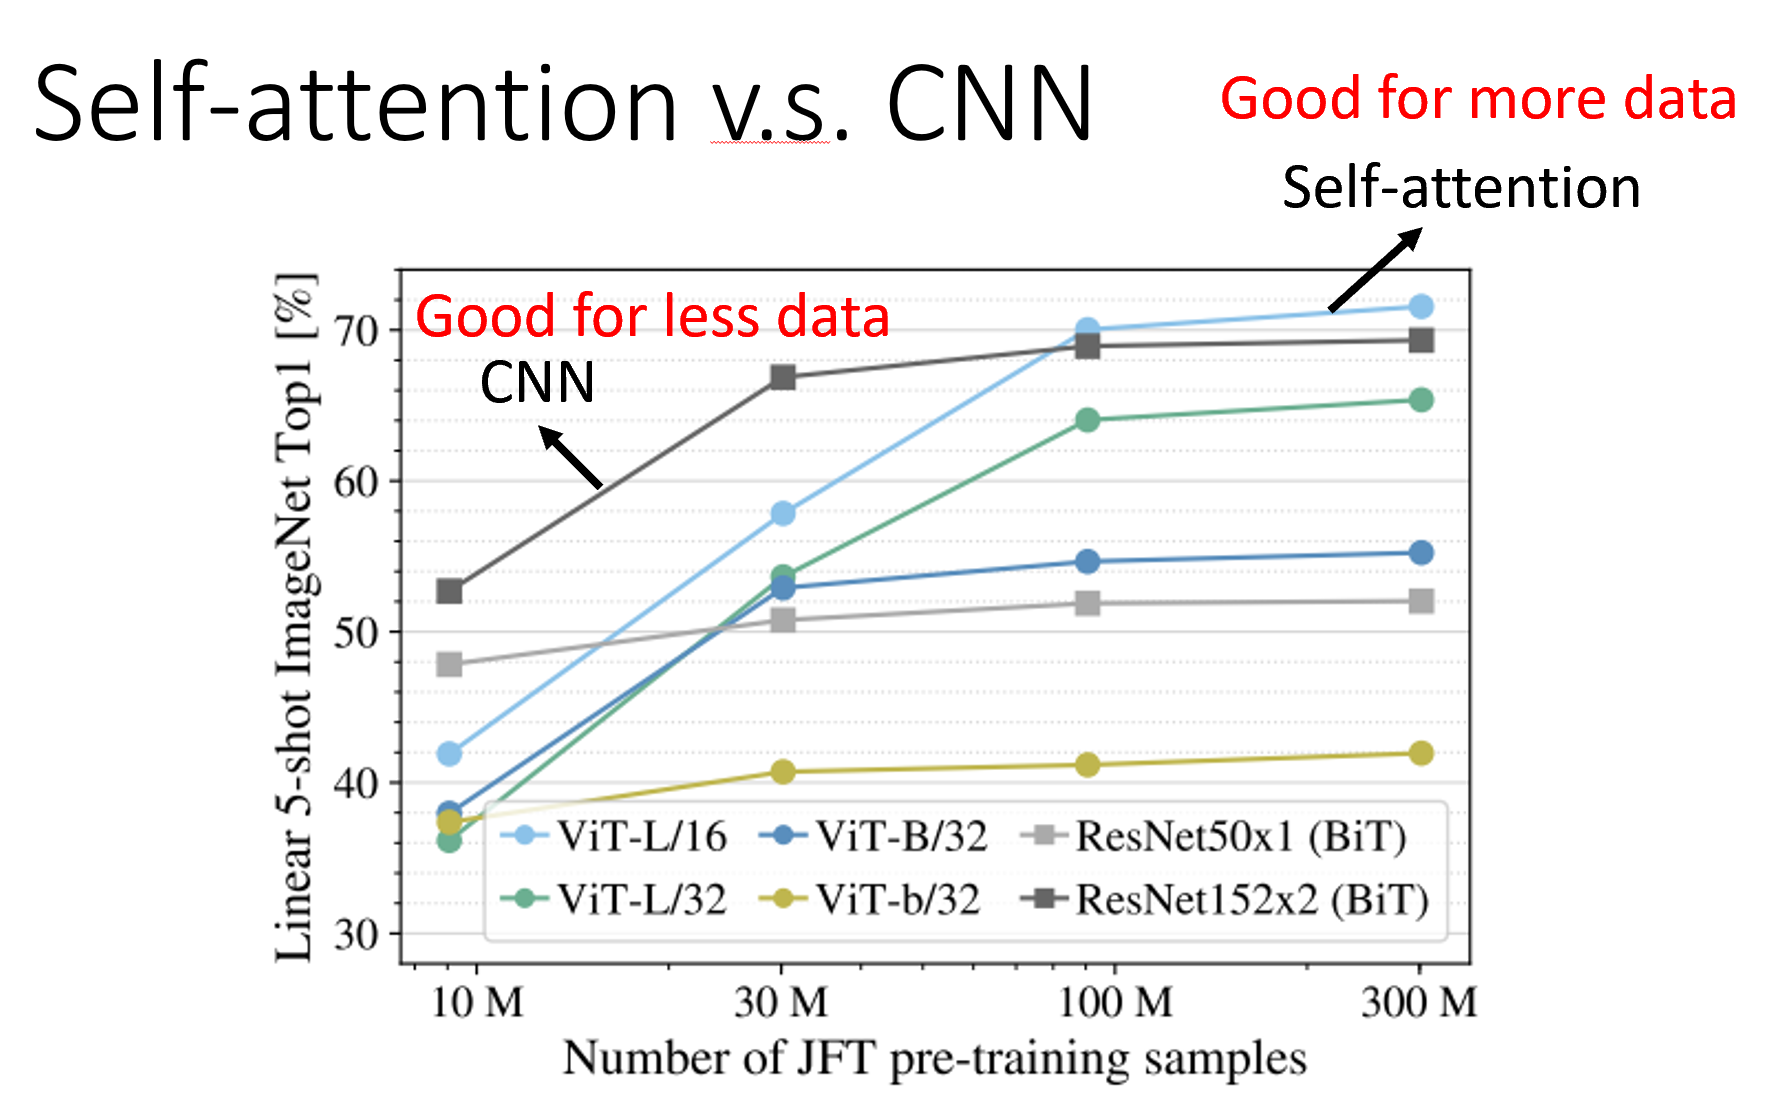 Self-attention v.s. CNN
Good for more data
Self-attention
Good for less data
CNN
Linear 5-shot ImageNet Top1 [%]
70
60
50
40
30
ViT-L/16
ViT-B/32
ResNet50x1 (BiT)
ViT-L/32
ViT-b/32
ResNet152x2 (BiT)
10 M
30 M
100 M
300 M
Number of JFT pre-training samples